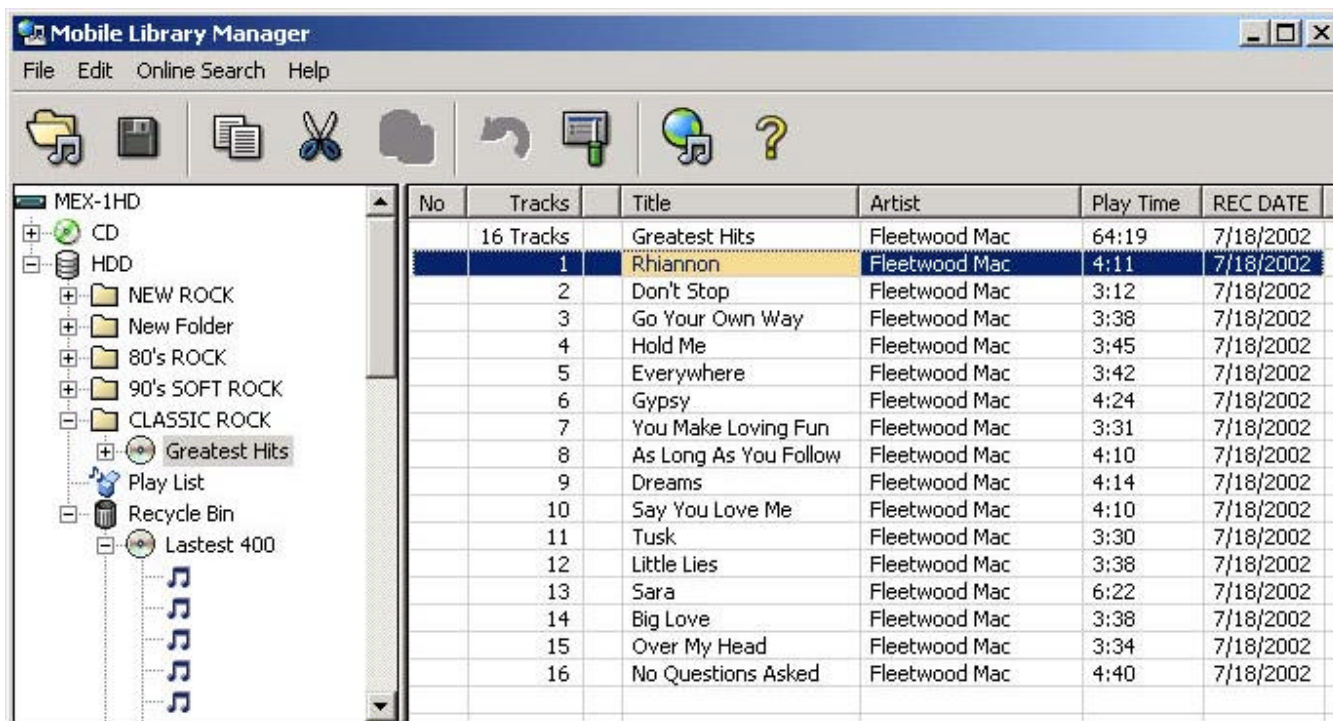 Mobile Library Manager
File Edit Online Search Help
MEX-1HD
CD
HDD
NEW ROCK
New Folder
80's ROCK
90's SOFT ROCK
CLASSIC ROCK
Greatest Hits
Play List
Recycle Bin
Lastest 400
No Tracks Title Artist Play Time REC DATE
16 Tracks Greatest Hits Fleetwood Mac 64:19 7/18/2002
1 Rhiannon Fleetwood Mac 4:11 7/18/2002
2 Don't Stop Fleetwood Mac 3:12 7/18/2002
3 Go Your Own Way Fleetwood Mac 3:38 7/18/2002
4 Hold Me Fleetwood Mac 3:45 7/18/2002
5 Everywhere Fleetwood Mac 3:42 7/18/2002
6 Gypsy Fleetwood Mac 4:24 7/18/2002
7 You Make Loving Fun Fleetwood Mac 3:31 7/18/2002
8 As Long As You Follow Fleetwood Mac 4:10 7/18/2002
9 Dreams Fleetwood Mac 4:14 7/18/2002
10 Say You Love Me Fleetwood Mac 4:10 7/18/2002
11 Tusk Fleetwood Mac 3:30 7/18/2002
12 Little Lies Fleetwood Mac 3:38 7/18/2002
13 Sara Fleetwood Mac 6:22 7/18/2002
14 Big Love Fleetwood Mac 3:38 7/18/2002
15 Over My Head Fleetwood Mac 3:34 7/18/2002
16 No Questions Asked Fleetwood Mac 4:40 7/18/2002